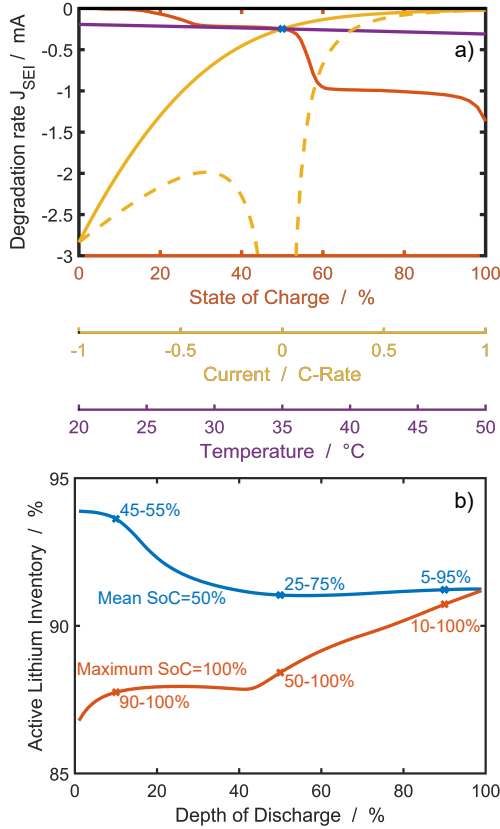 0
-0.5
-1
-1.5
-2
-2.5
-3
Degradation rate J_SEI / mA
a)
0 20 40 60 80 100
State of Charge / %
-1 -0.5 0 0.5 1
Current / C-Rate
20 25 30 35 40 45 50
Temperature / °C
95
90
85
Active Lithium Inventory / %
b)
45-55%
25-75%
5-95%
Mean SoC=50%
10-100%
Maximum SoC=100%
50-100%
90-100%
0 20 40 60 80 100
Depth of Discharge / %